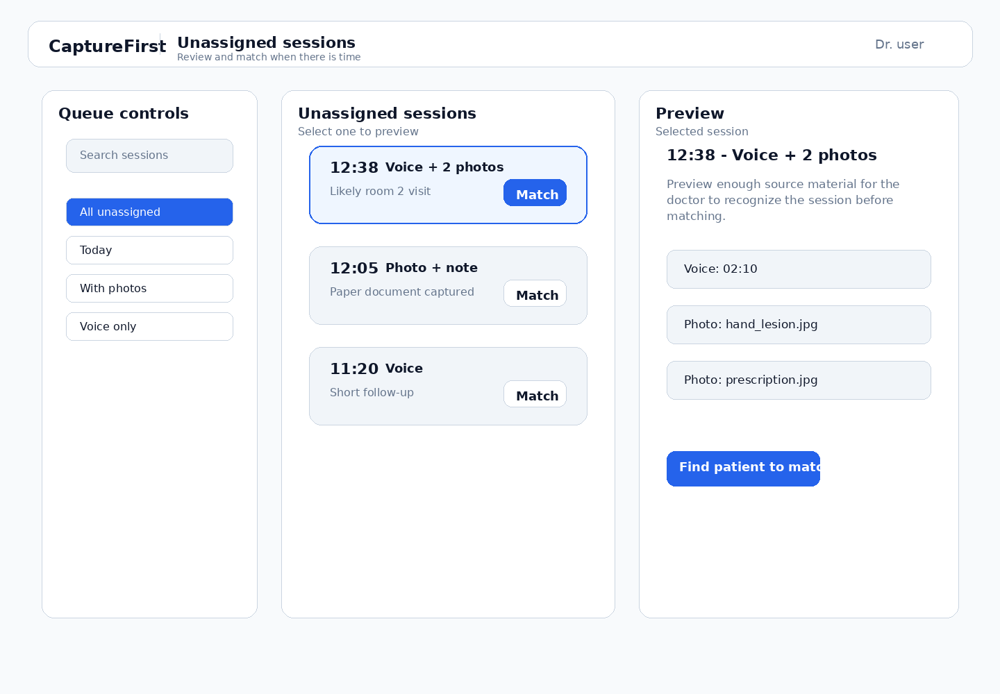 CaptureFirst
Unassigned sessions
Review and match when there is time
Dr. user
Queue controls
Search sessions
All unassigned
Today
With photos
Voice only
Unassigned sessions
Select one to preview
12:38 Voice + 2 photos
Likely room 2 visit
Match
12:05 Photo + note
Paper document captured
Match
11:20 Voice
Short follow-up
Match
Preview
Selected session
12:38 - Voice + 2 photos
Preview enough source material for the
doctor to recognize the session before
matching.
Voice: 02:10
Photo: hand_lesion.jpg
Photo: prescription.jpg
Find patient to matc